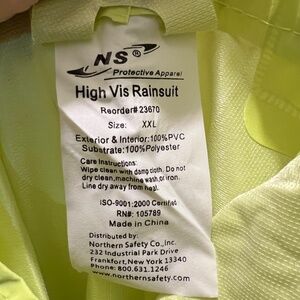 NS®
Protective Apparel
High Vis Rainsuit
Reorder#23670
Size: XXL
Exterior & Interior:100%PVC
Substrate:100%Polyester
Care Instructions:
Wipe clean with damp cloth. Do not
dry clean,machine wash or iron.
Line dry away from heat.
ISO-9001:2000 Certified
RN#: 105789
Made in China
Distributed by:
Northern Safety Co.,Inc.
232 Industrial Park Drive
Frankfort,New York 13340
Phone: 800.631.1246
www.northernsafety.com